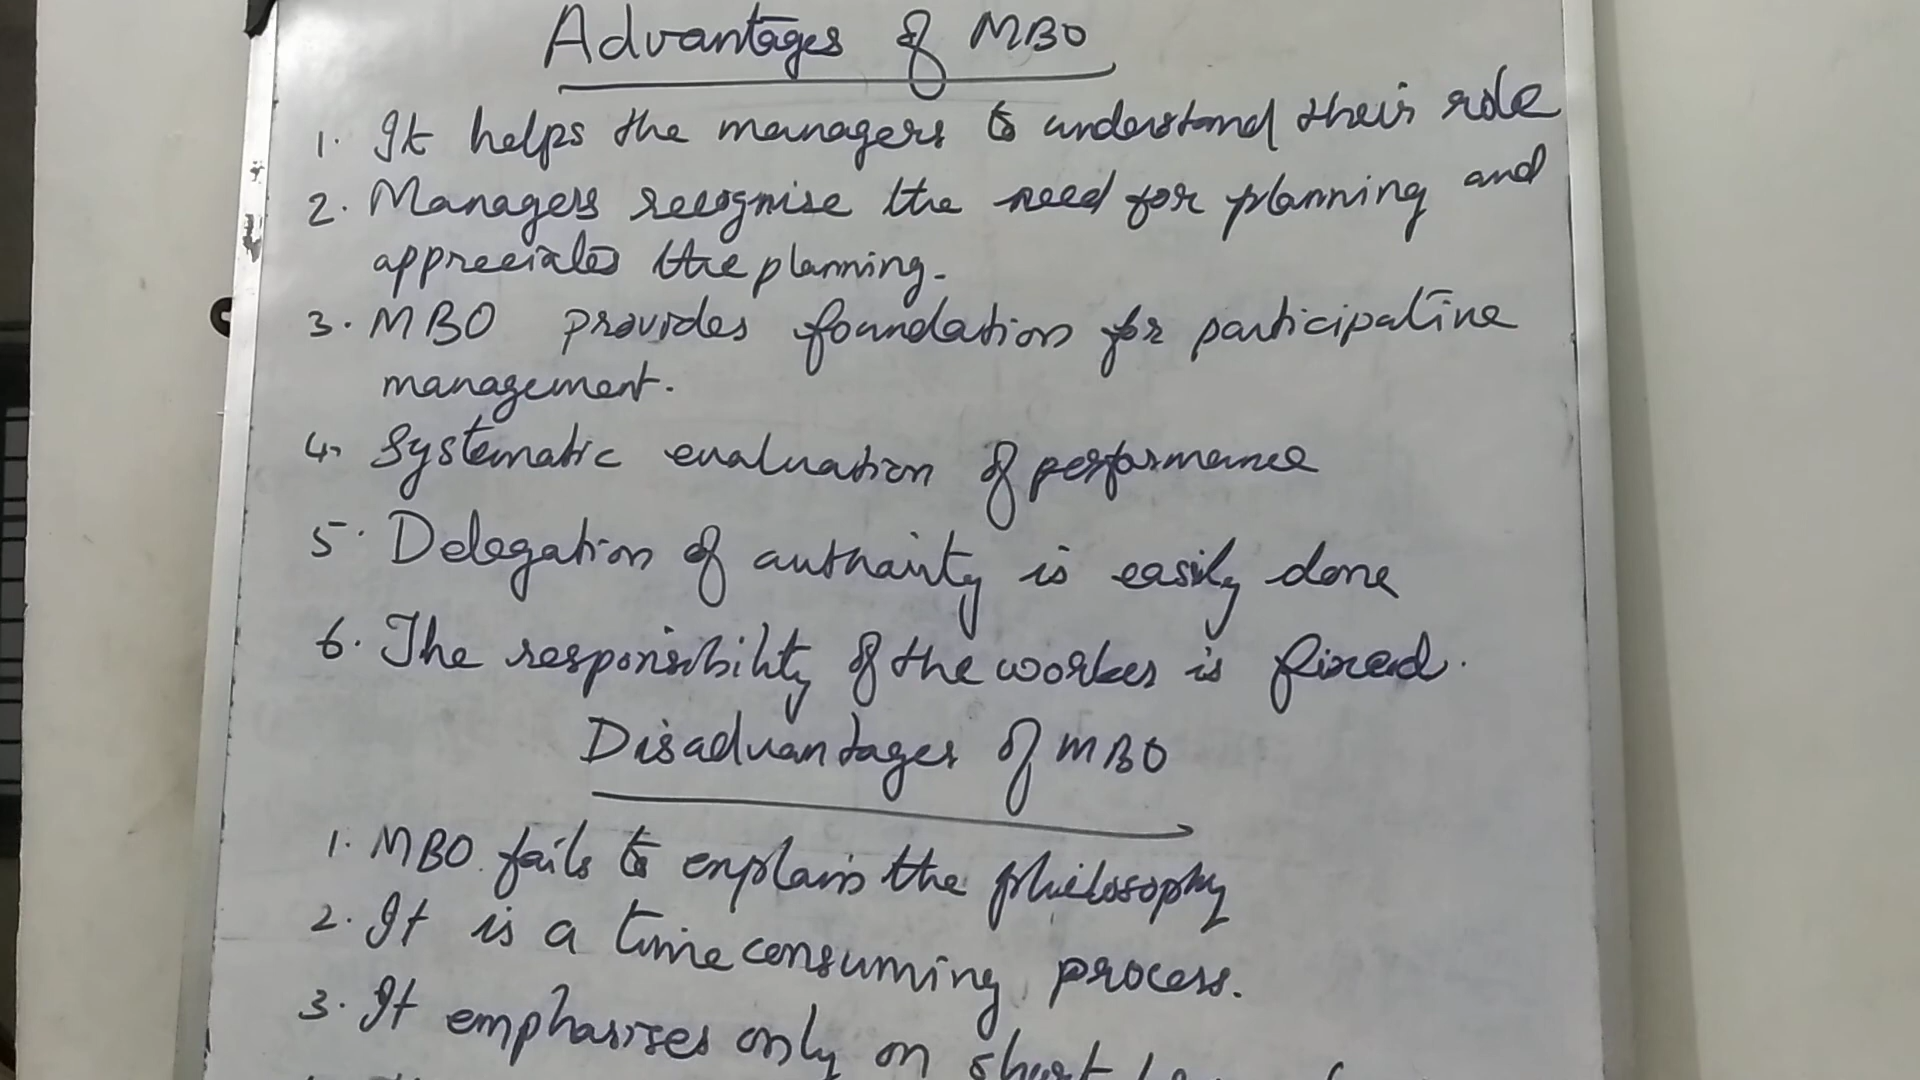 Advantages of MBO
1. It helps the managers to understand their role
2. Managers recognise the need for planning and
appreciates the planning.
3. MBO provides foundation for participative
management.
4. Systematic evaluation of performance
5. Delegation of authority is easily done
6. The responsibility of the worker is fixed.
Disadvantages of MBO
1. MBO fails to explain the philosophy
2. It is a time consuming process.
3. It emphasises only on short